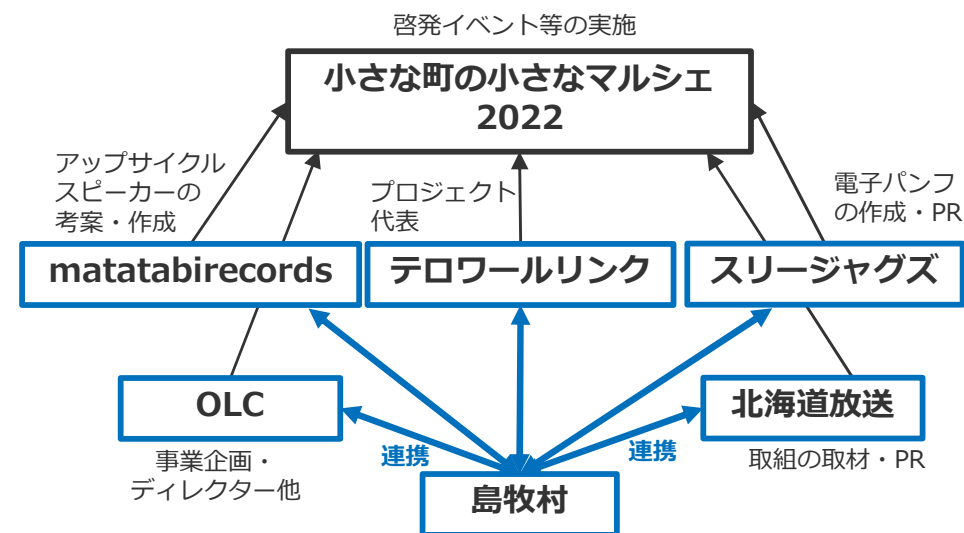 啓発イベント等の実施
小さな町の小さなマルシェ
2022
アップサイクル
スピーカーの
考案・作成
プロジェクト
代表
電子パンフ
の作成・PR
matatabirecords
テロワールリンク
スリージャグズ
OLC
北海道放送
事業企画・
ディレクター他
連携
連携
取組の取材・PR
島牧村